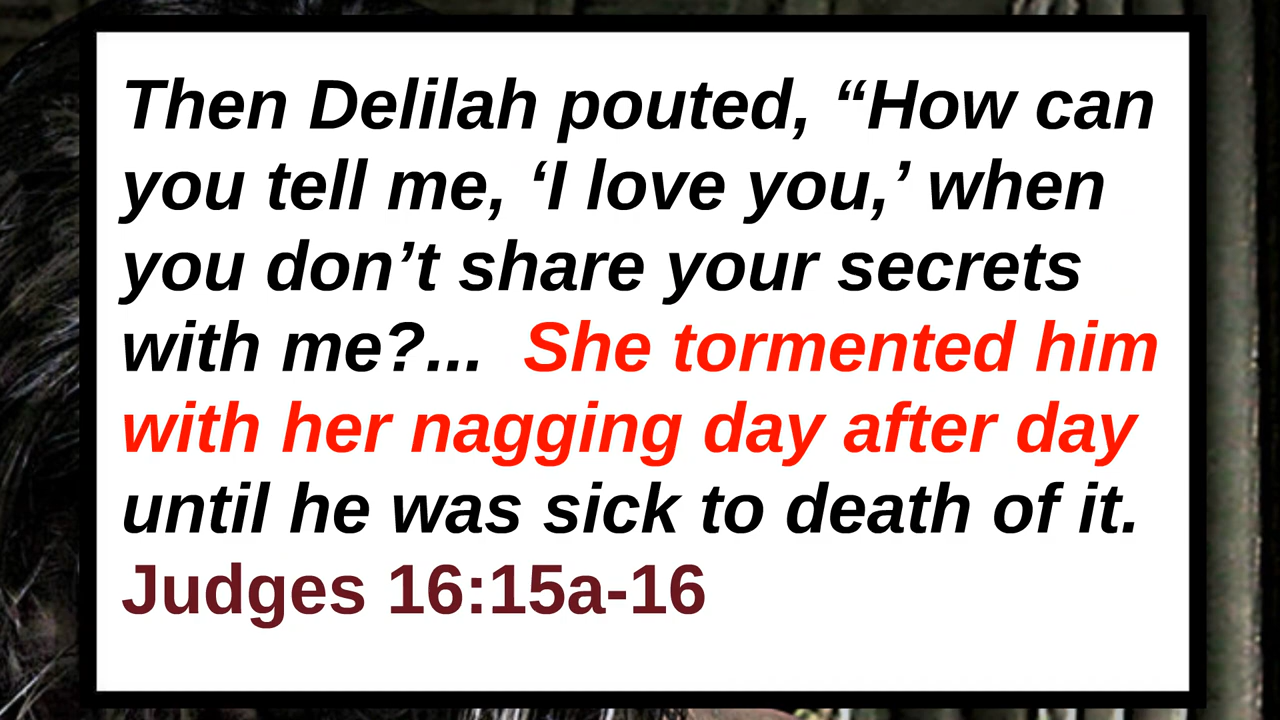 Then Delilah pouted, “How can
you tell me, ‘I love you,’ when
you don’t share your secrets
with me?...  She tormented him
with her nagging day after day
until he was sick to death of it.
Judges 16:15a-16